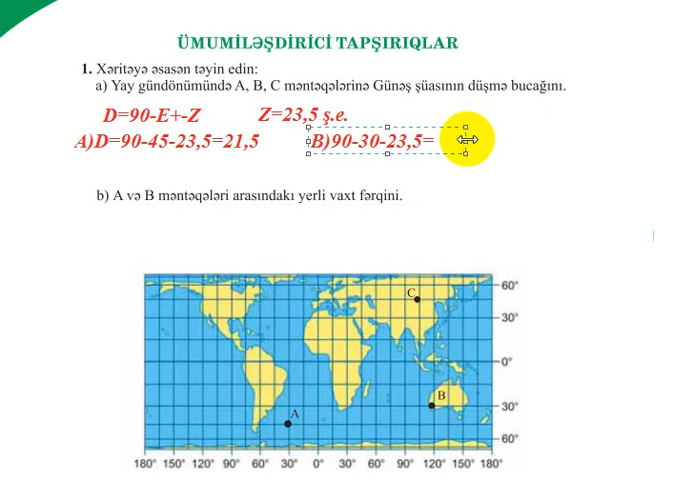 ÜMUMİLƏŞDİRİCİ TAPŞIRIQLAR
1. Xəritəyə əsasən təyin edin:
a) Yay gündönümündə A, B, C məntəqələrinə Günəş şüasının düşmə bucağını.
D=90-E+-Z Z=23,5 ş.e.
A)D=90-45-23,5=21,5 B)90-30-23,5=
b) A və B məntəqələri arasındakı yerli vaxt fərqini.
60°
C
30°
0°
B
30°
A
60°
180° 150° 120° 90° 60° 30° 0° 30° 60° 90° 120° 150° 180°